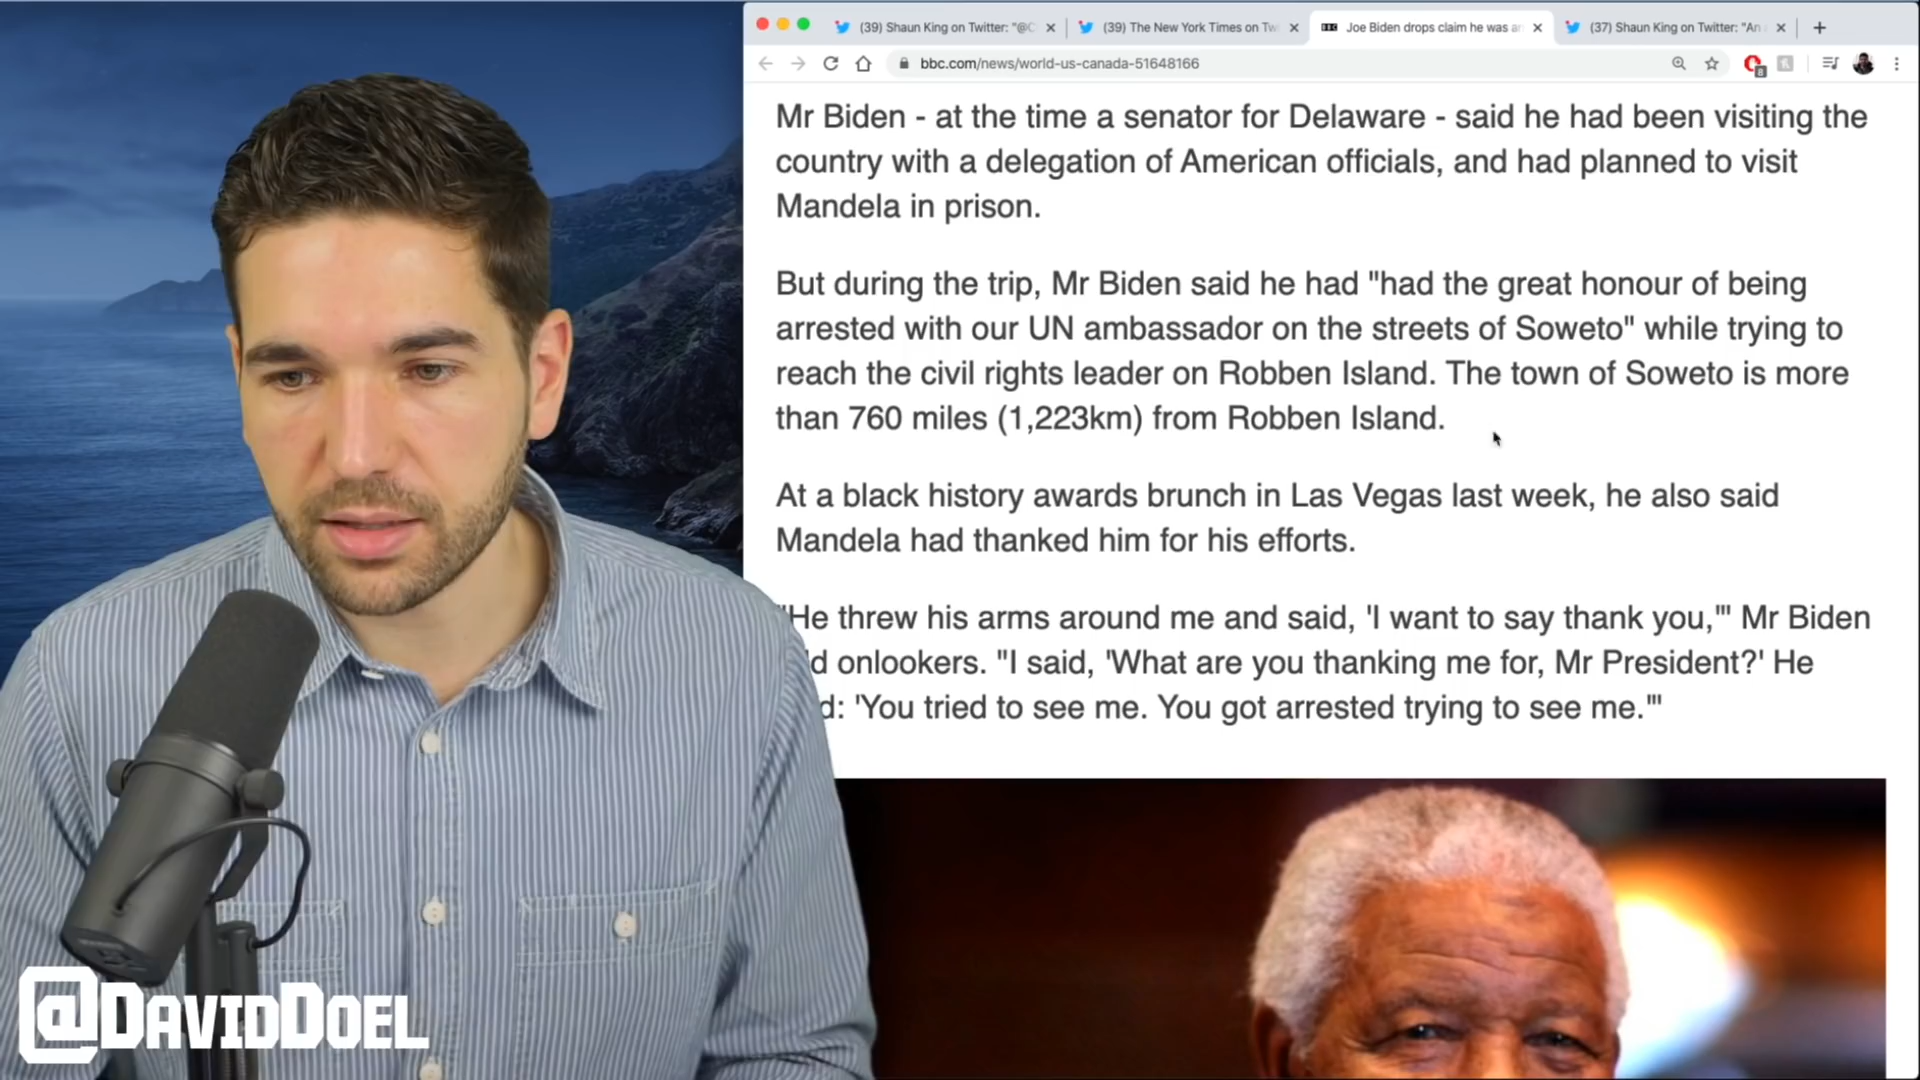 (39) Shaun King on Twitter: "@C
(39) The New York Times on Tw
BBC
Joe Biden drops claim he was ar
(37) Shaun King on Twitter: "An a
bbc.com/news/world-us-canada-51648166
8
Mr Biden - at the time a senator for Delaware - said he had been visiting the
country with a delegation of American officials, and had planned to visit
Mandela in prison.
But during the trip, Mr Biden said he had "had the great honour of being
arrested with our UN ambassador on the streets of Soweto" while trying to
reach the civil rights leader on Robben Island. The town of Soweto is more
than 760 miles (1,223km) from Robben Island.
At a black history awards brunch in Las Vegas last week, he also said
Mandela had thanked him for his efforts.
"He threw his arms around me and said, 'I want to say thank you,'" Mr Biden
d onlookers. "I said, 'What are you thanking me for, Mr President?' He
d: 'You tried to see me. You got arrested trying to see me.'"
@DAVIDDOEL